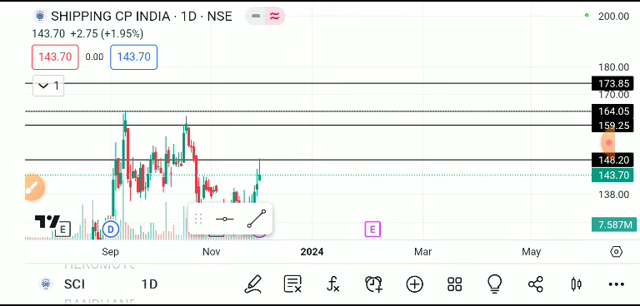 SHIPPING CP INDIA · 1D · NSE
143.70 +2.75 (+1.95%)
143.70 0.00 143.70
1
200.00
180.00
173.85
170.00
164.05
159.25
148.20
143.70
138.00
7.587M
E D E
Sep Nov 2024 Mar May
SCI 1D